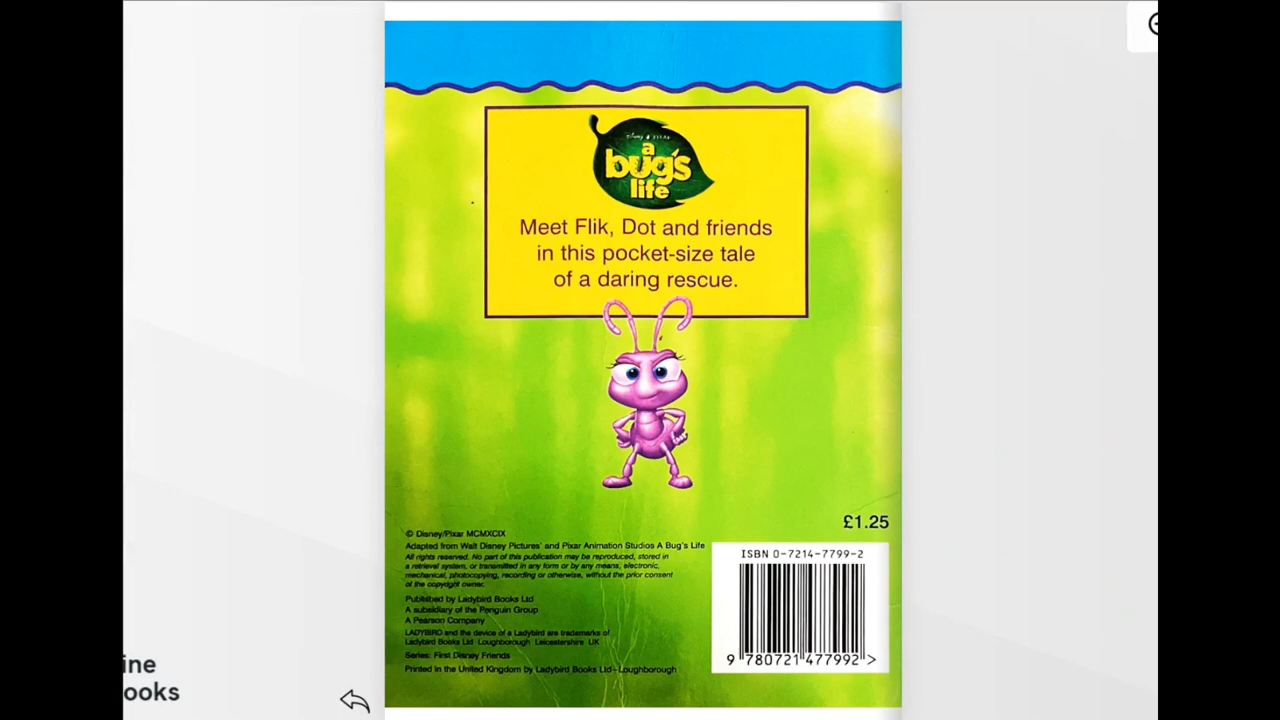 Disney PIXAR
a
bug's
life
Meet Flik, Dot and friends
in this pocket-size tale
of a daring rescue.
£1.25
© Disney/Pixar MCMXCIX
Adapted from Walt Disney Pictures' and Pixar Animation Studios A Bug's Life
All rights reserved. No part of this publication may be reproduced, stored in
a retrieval system, or transmitted in any form or by any means, electronic,
mechanical, photocopying, recording or otherwise, without the prior consent
of the copyright owner.
Published by Ladybird Books Ltd
A subsidiary of the Penguin Group
A Pearson Company
LADYBIRD and the device of a Ladybird are trademarks of
Ladybird Books Ltd Loughborough Leicestershire UK
Series: First Disney Friends
Printed in the United Kingdom by Ladybird Books Ltd - Loughborough
ISBN 0-7214-7799-2
9 780721 477992 >
ine
ooks